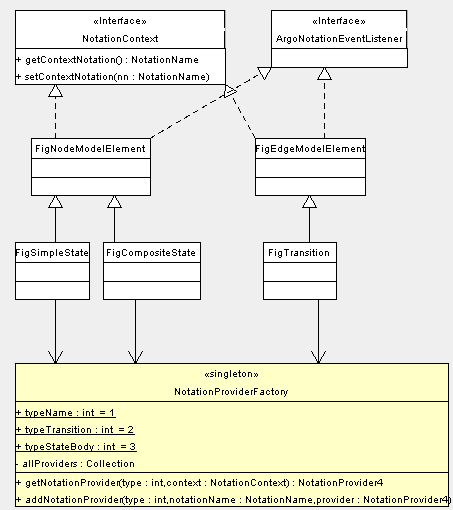 «Interface»
NotationContext
+ getContextNotation() : NotationName
+ setContextNotation(nn : NotationName)
«Interface»
ArgoNotationEventListener
FigNodeModelElement
FigEdgeModelElement
FigSimpleState
FigCompositeState
FigTransition
«singleton»
NotationProviderFactory
+ typeName : int = 1
+ typeTransition : int = 2
+ typeStateBody : int = 3
- allProviders : Collection
+ getNotationProvider(type : int,context : NotationContext) : NotationProvider4
+ addNotationProvider(type : int,notationName : NotationName,provider : NotationProvider4)